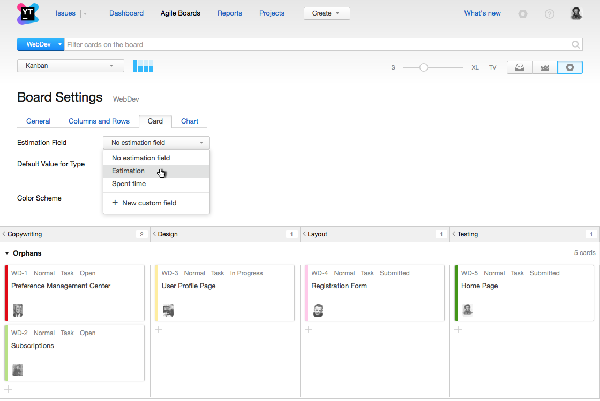 YT
Issues Dashboard Agile Boards Reports Projects Create What's new
WebDev Filter cards on the board
Kanban S XL TV
Board Settings WebDev
General Columns and Rows Card Chart
Estimation Field No estimation field
No estimation field
Default Value for Type
Estimation
Spent time
Color Scheme
+ New custom field
Copywriting 2 Design 1 Layout 1 Testing 1
Orphans 5 cards
WD-1 Normal Task Open WD-3 Normal Task In Progress WD-4 Normal Task Submitted WD-5 Normal Task Submitted
Preference Management Center User Profile Page Registration Form Home Page
WD-2 Normal Task Open
Subscriptions